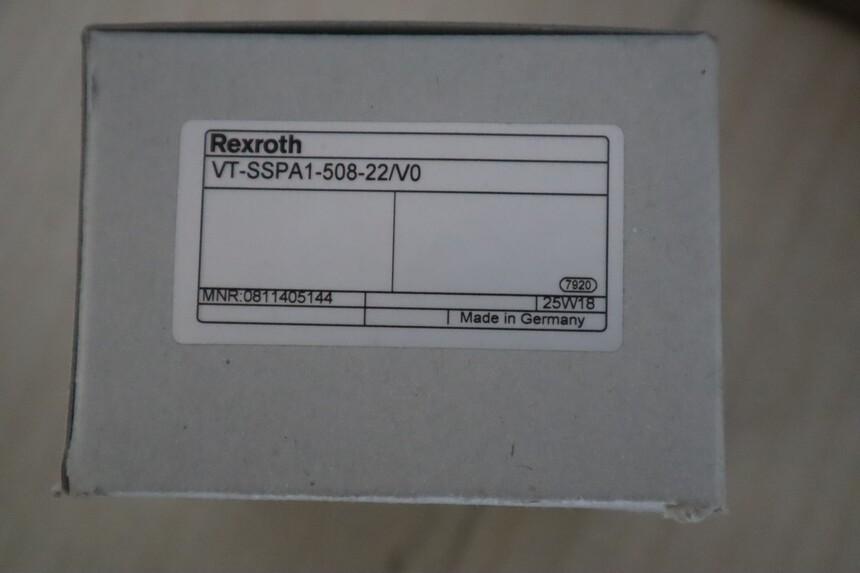 Rexroth
VT-SSPA1-508-22/V0
7920
MNR:0811405144
25W18
Made in Germany